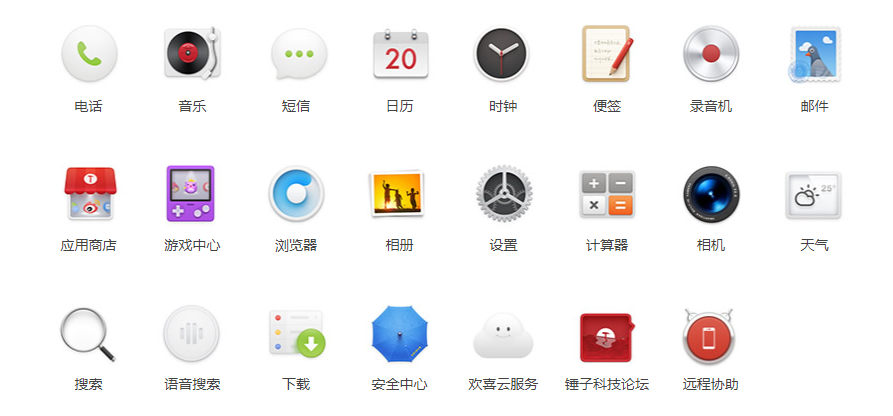 20
电话 音乐 短信 日历 时钟 便签 录音机 邮件
T
25°
应用商店 游戏中心 浏览器 相册 设置 计算器 相机 天气
搜索 语音搜索 下载 安全中心 欢喜云服务 锤子科技论坛 远程协助